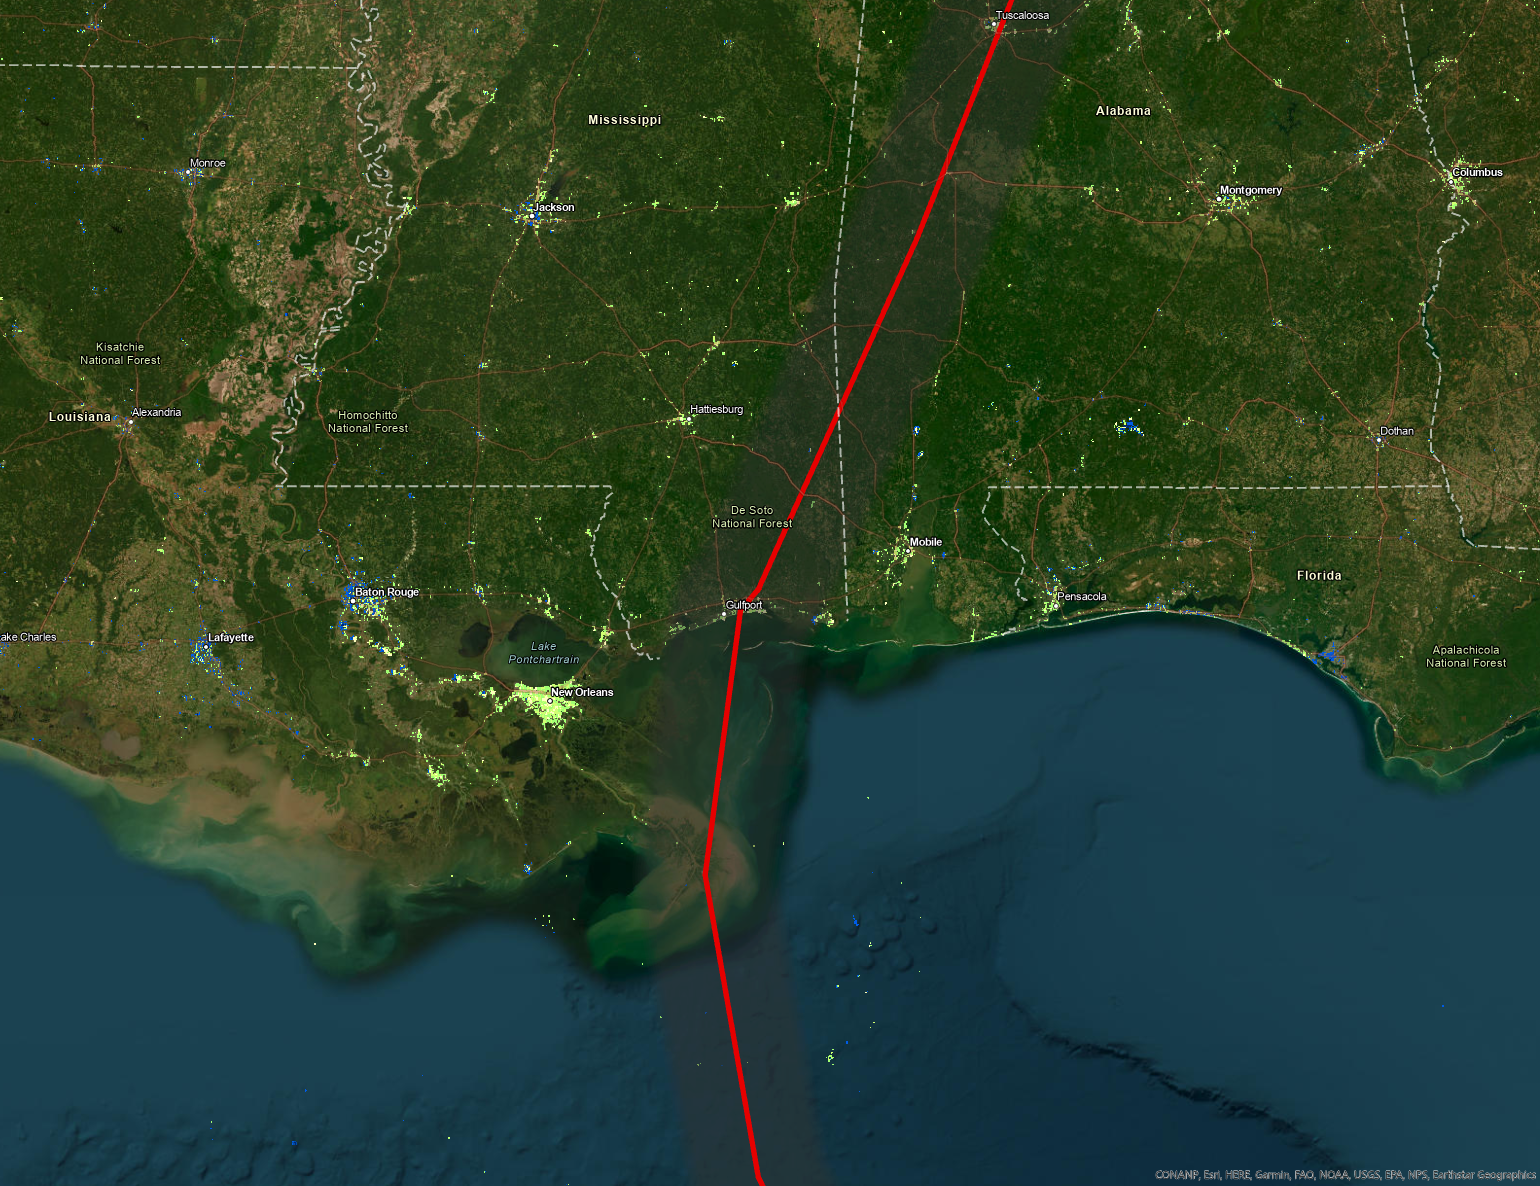 Tuscaloosa
Mississippi
Alabama
Monroe
Columbus
Montgomery
Jackson
Kisatchie
National Forest
Louisiana
Alexandria
Homochitto
National Forest
Hattiesburg
Dothan
De Soto
National Forest
Mobile
Florida
Baton Rouge
Pensacola
Gulfport
ake Charles
Lafayette
Lake
Pontchartrain
Apalachicola
National Forest
New Orleans
CONANP, Esri, HERE, Garmin, FAO, NOAA, USGS, EPA, NPS, Earthstar Geographics